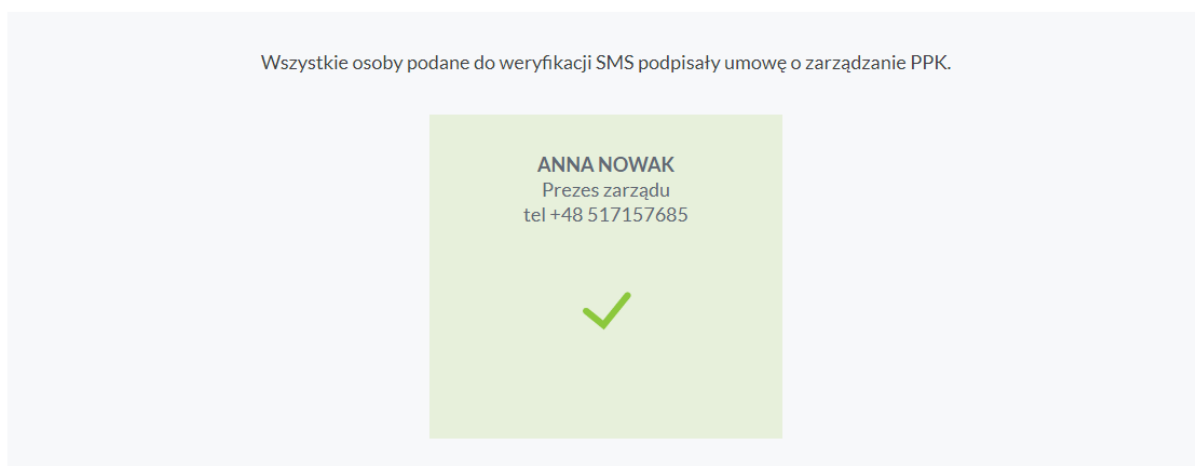 Wszystkie osoby podane do weryfikacji SMS podpisały umowę o zarządzanie PPK.
ANNA NOWAK
Prezes zarządu
tel +48 517157685